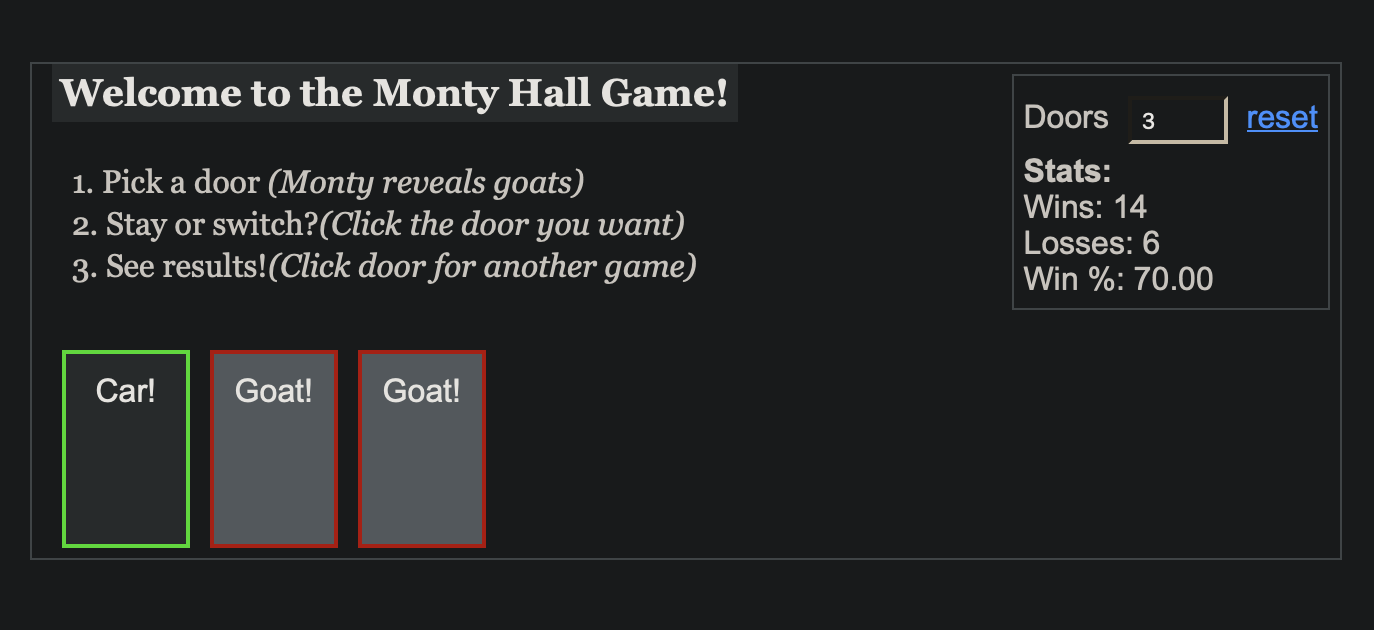 Welcome to the Monty Hall Game!
Doors 3 reset
Stats:
Wins: 14
Losses: 6
Win %: 70.00
1. Pick a door (Monty reveals goats)
2. Stay or switch?(Click the door you want)
3. See results!(Click door for another game)
Car! Goat! Goat!